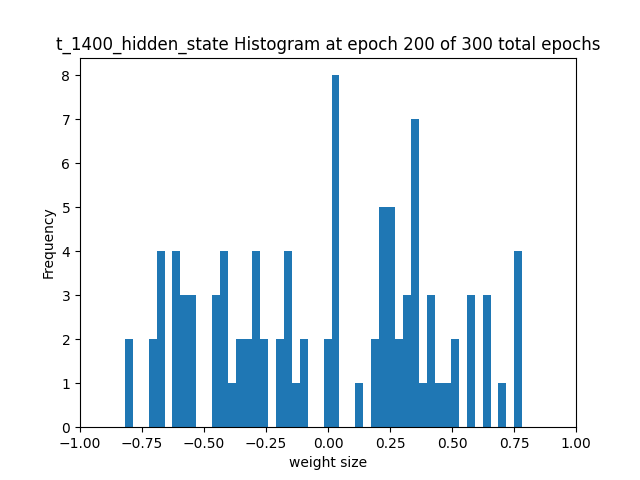 t_1400_hidden_state Histogram at epoch 200 of 300 total epochs
8
7
6
5
4
3
2
1
0
Frequency
−1.00 −0.75 −0.50 −0.25 0.00 0.25 0.50 0.75 1.00
weight size